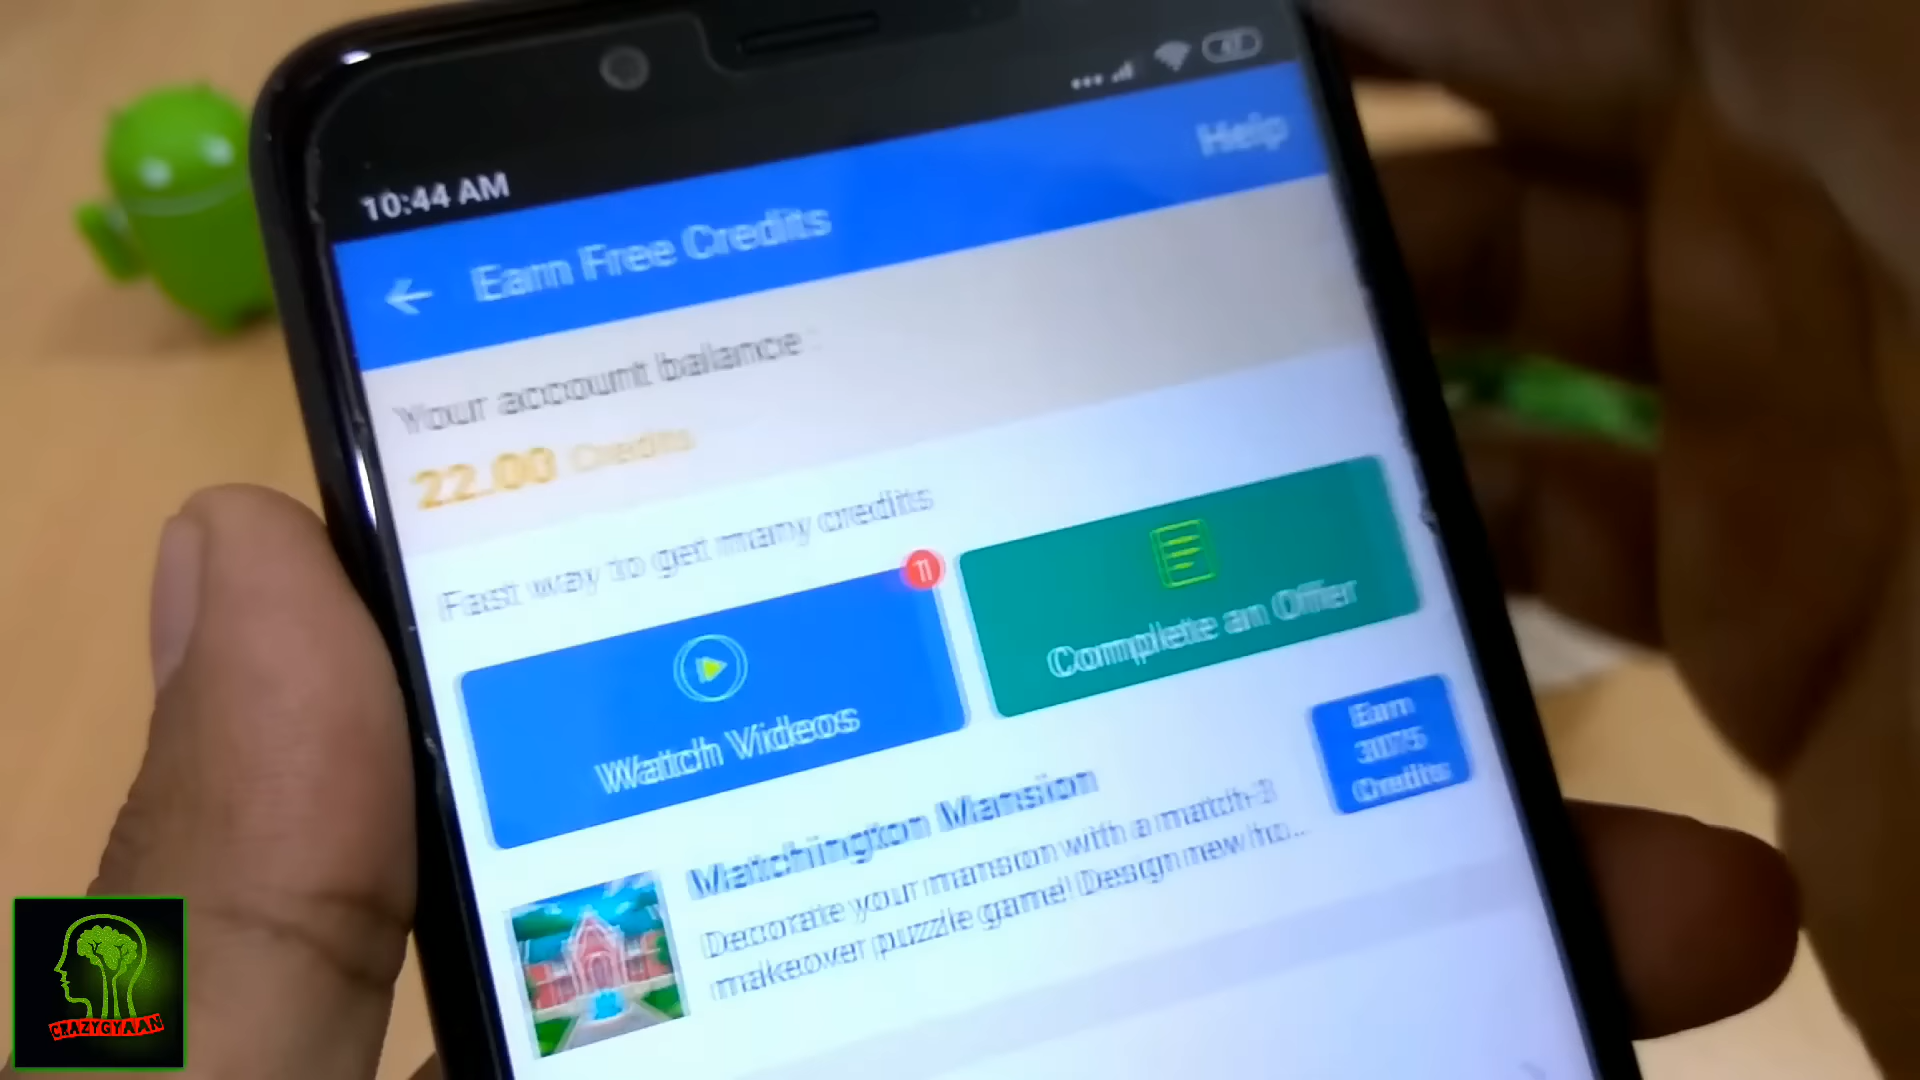 10:44 AM
Help
Earn Free Credits
Your account balance
22.00 Credits
Fast way to get many credits
11
Watch Videos
Complete an Offer
Matchington Mansion
Decorate your mansion with a match-3
makeover puzzle game! Design new ho...
Earn
3075
Credits
CRAZYGYAAN